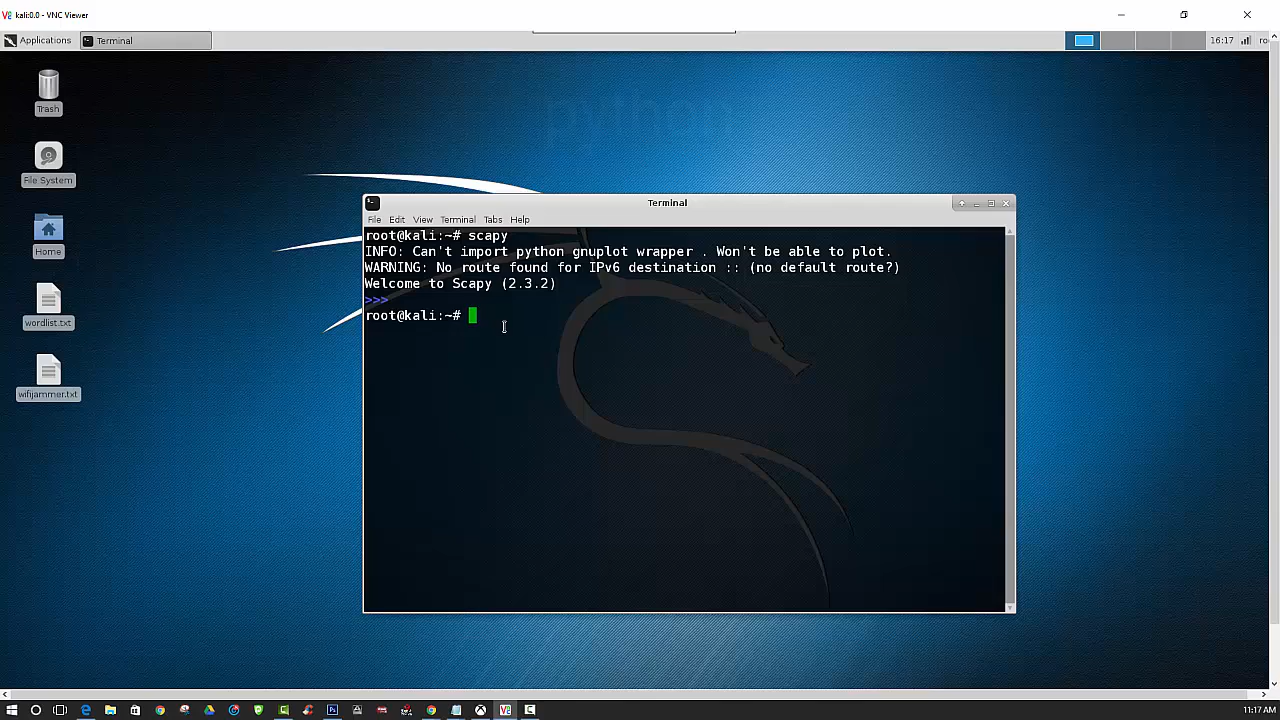 kali:0.0 - VNC Viewer
Applications
Terminal
16:17
ro
Trash
File System
Home
wordlist.txt
wifijammer.txt
python
Terminal
File Edit View Terminal Tabs Help
root@kali:~# scapy
INFO: Can't import python gnuplot wrapper . Won't be able to plot.
WARNING: No route found for IPv6 destination :: (no default route?)
Welcome to Scapy (2.3.2)
>>>
root@kali:~#
11:17 AM